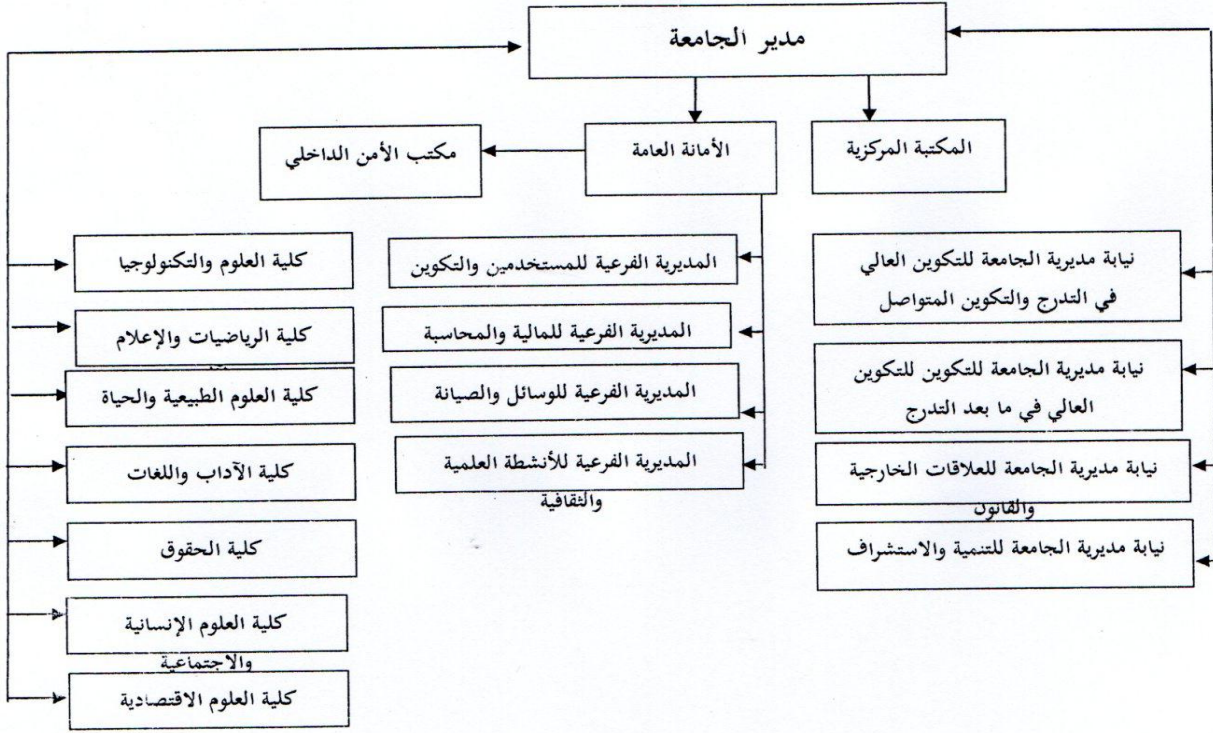 مدير الجامعة
المكتبة المركزية
الأمانة العامة
مكتب الأمن الداخلي
نيابة مديرية الجامعة للتكوين العالي
في التدرج والتكوين المتواصل
نيابة مديرية الجامعة للتكوين للتكوين
العالي في ما بعد التدرج
نيابة مديرية الجامعة للعلاقات الخارجية
والقانون
نيابة مديرية الجامعة للتنمية والاستشراف
المديرية الفرعية للمستخدمين والتكوين
المديرية الفرعية للمالية والمحاسبة
المديرية الفرعية للوسائل والصيانة
المديرية الفرعية للأنشطة العلمية
والثقافية
كلية العلوم والتكنولوجيا
كلية الرياضيات والإعلام
كلية العلوم الطبيعية والحياة
كلية الآداب واللغات
كلية الحقوق
كلية العلوم الإنسانية
والاجتماعية
كلية العلوم الاقتصادية